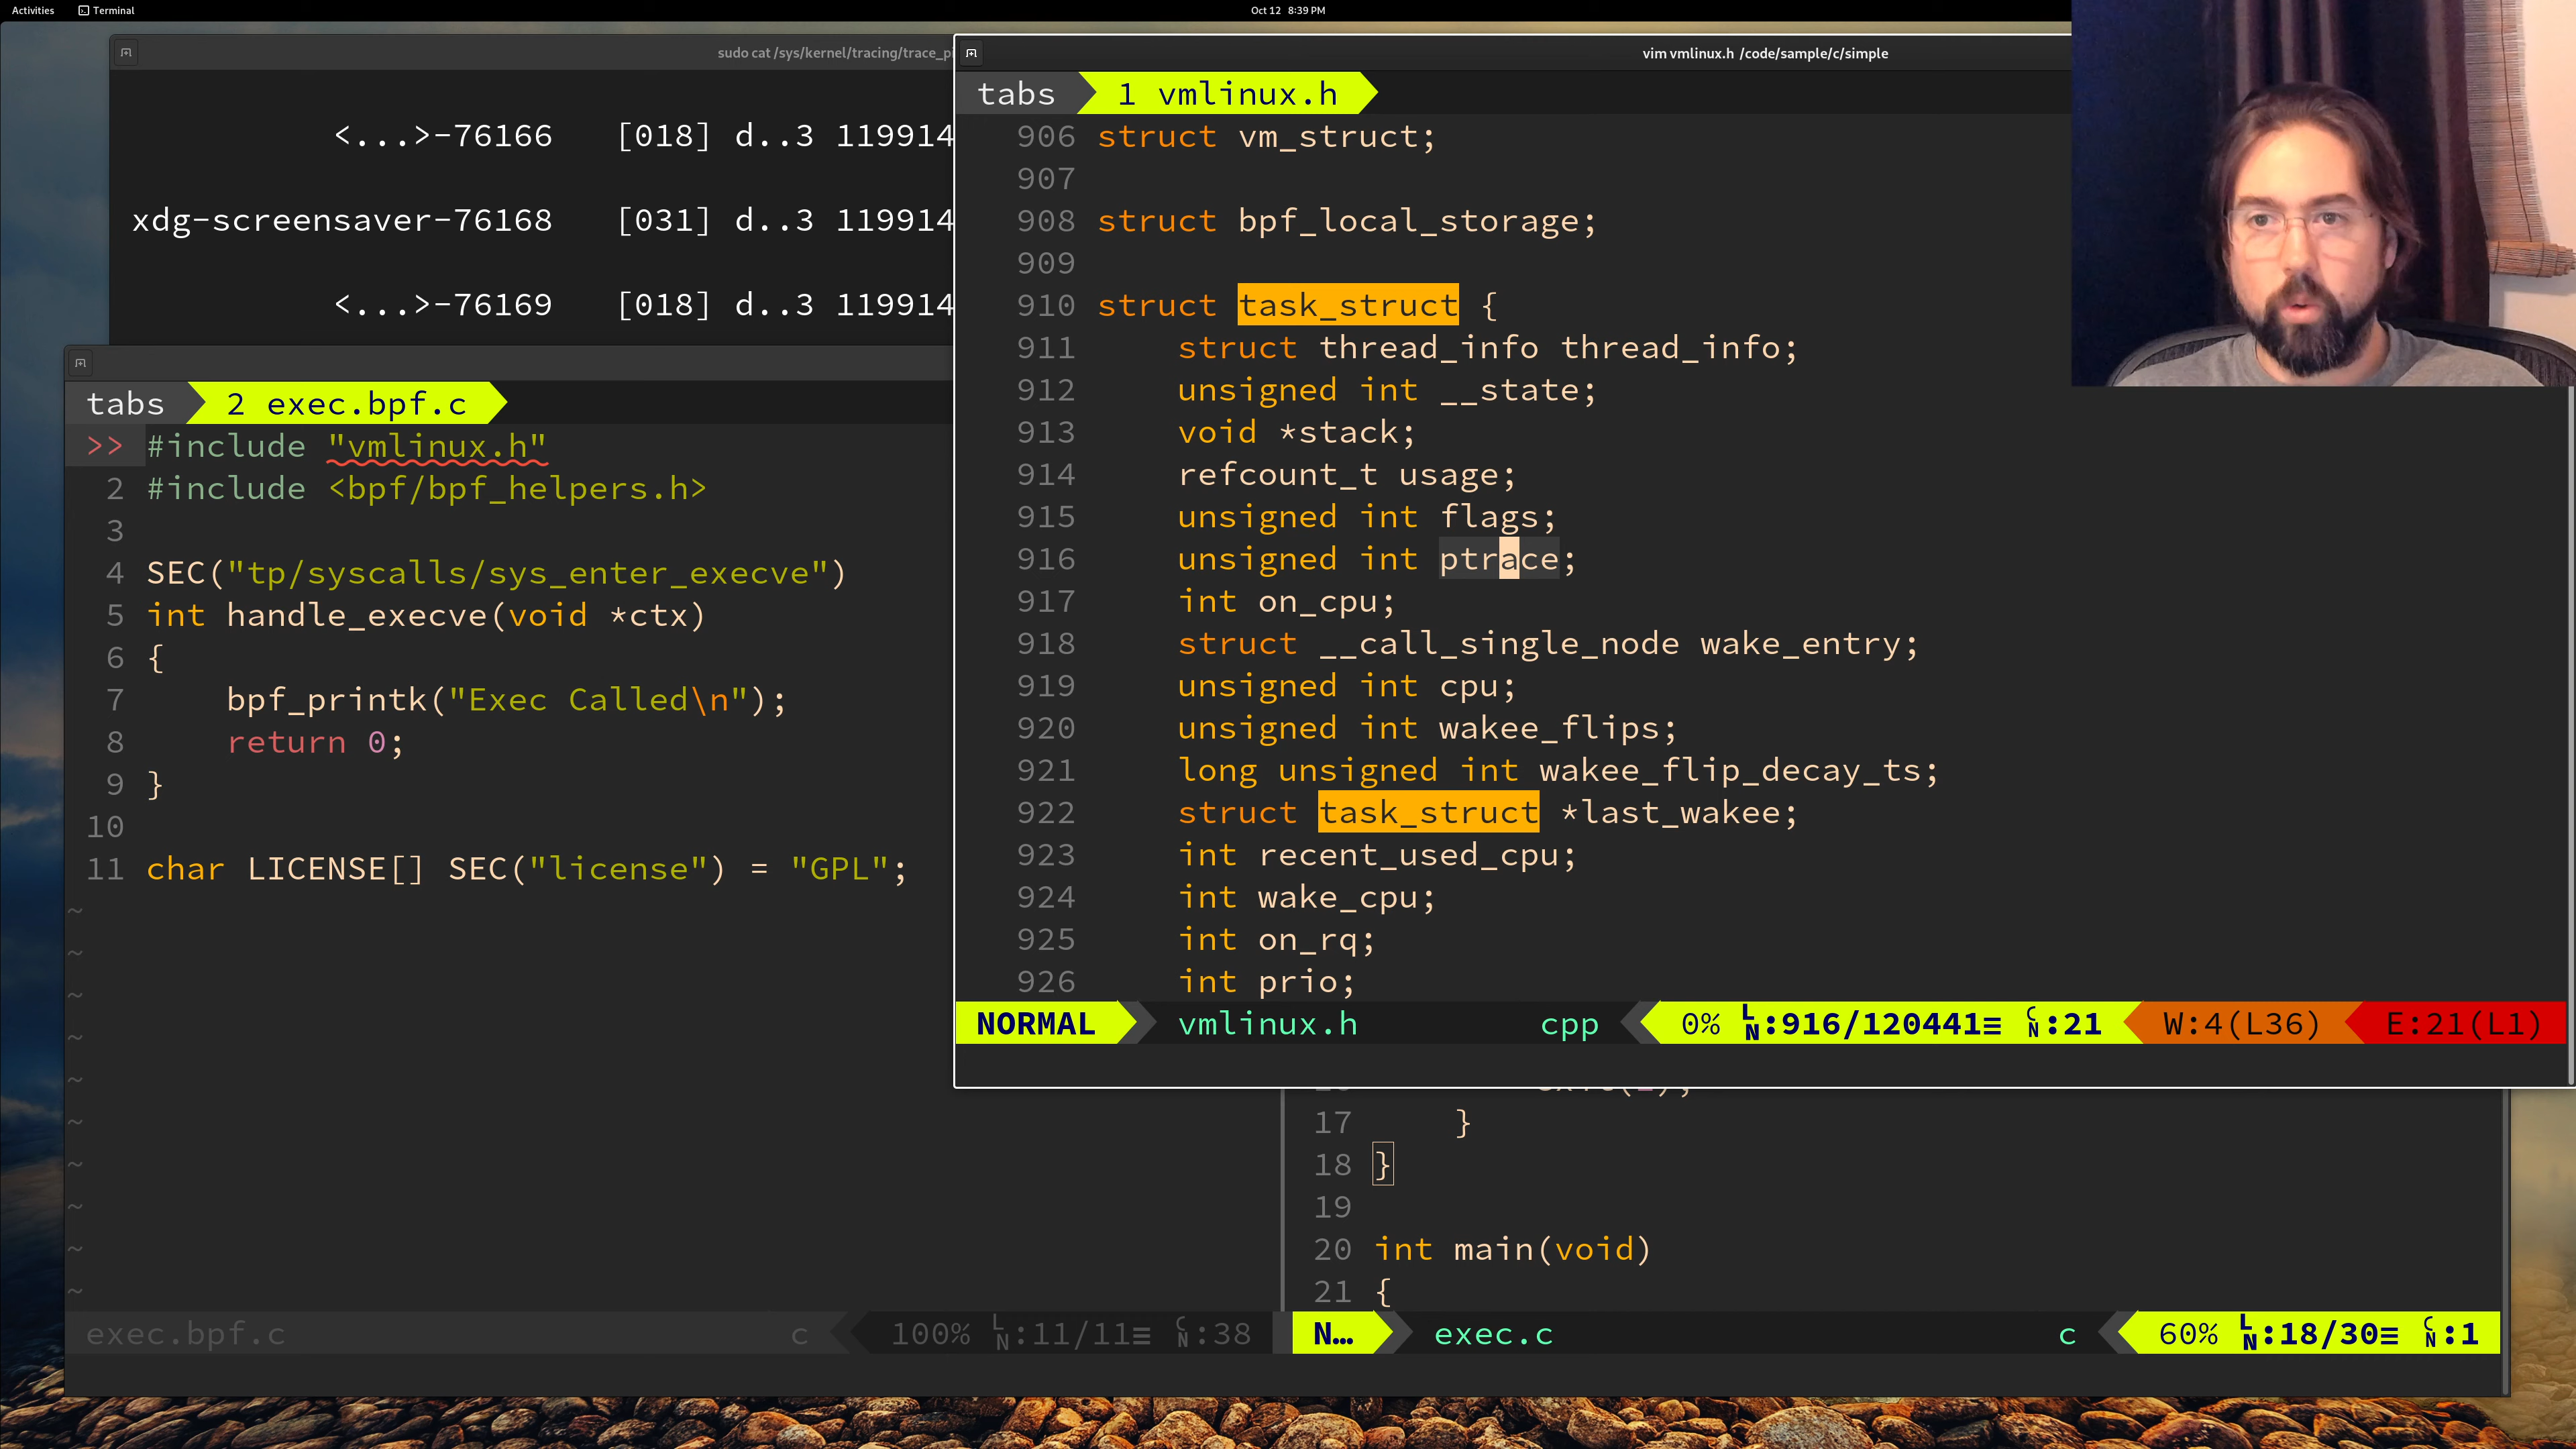 Activities Terminal Oct 12 8:39 PM
sudo cat /sys/kernel/tracing/trace_p
<...>-76166 [018] d..3 119914
xdg-screensaver-76168 [031] d..3 119914
<...>-76169 [018] d..3 119914
vim vmlinux.h /code/sample/c/simple
tabs 1 vmlinux.h
906 struct vm_struct;
907
908 struct bpf_local_storage;
909
910 struct task_struct {
911 struct thread_info thread_info;
912 unsigned int __state;
913 void *stack;
914 refcount_t usage;
915 unsigned int flags;
916 unsigned int ptrace;
917 int on_cpu;
918 struct __call_single_node wake_entry;
919 unsigned int cpu;
920 unsigned int wakee_flips;
921 long unsigned int wakee_flip_decay_ts;
922 struct task_struct *last_wakee;
923 int recent_used_cpu;
924 int wake_cpu;
925 int on_rq;
926 int prio;
NORMAL vmlinux.h cpp 0% LN:916/120441≡ CN:21 W:4(L36) E:21(L1)
tabs 2 exec.bpf.c
>> #include "vmlinux.h"
2 #include <bpf/bpf_helpers.h>
3
4 SEC("tp/syscalls/sys_enter_execve")
5 int handle_execve(void *ctx)
6 {
7 bpf_printk("Exec Called\n");
8 return 0;
9 }
10
11 char LICENSE[] SEC("license") = "GPL";
~
~
~
~
~
~
~
~
~
~
exec.bpf.c c 100% LN:11/11≡ CN:38
17 }
18 }
19
20 int main(void)
21 {
N… exec.c c 60% LN:18/30≡ CN:1